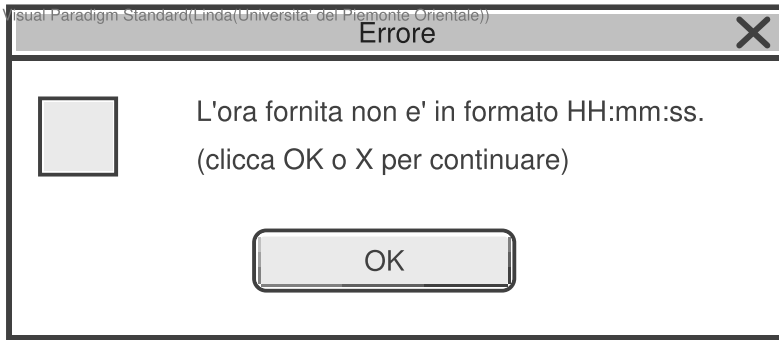 Visual Paradigm Standard(Linda(Universita' del Piemonte Orientale))
Errore
L'ora fornita non e' in formato HH:mm:ss.
(clicca OK o X per continuare)
OK